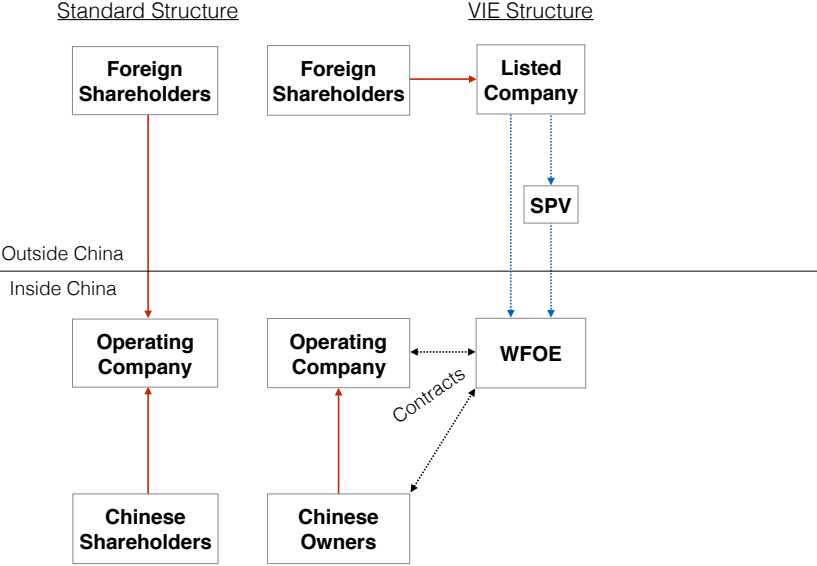 Standard Structure
VIE Structure
Foreign
Shareholders
Foreign
Shareholders
Listed
Company
SPV
Outside China
Inside China
Operating
Company
Operating
Company
WFOE
Contracts
Chinese
Shareholders
Chinese
Owners